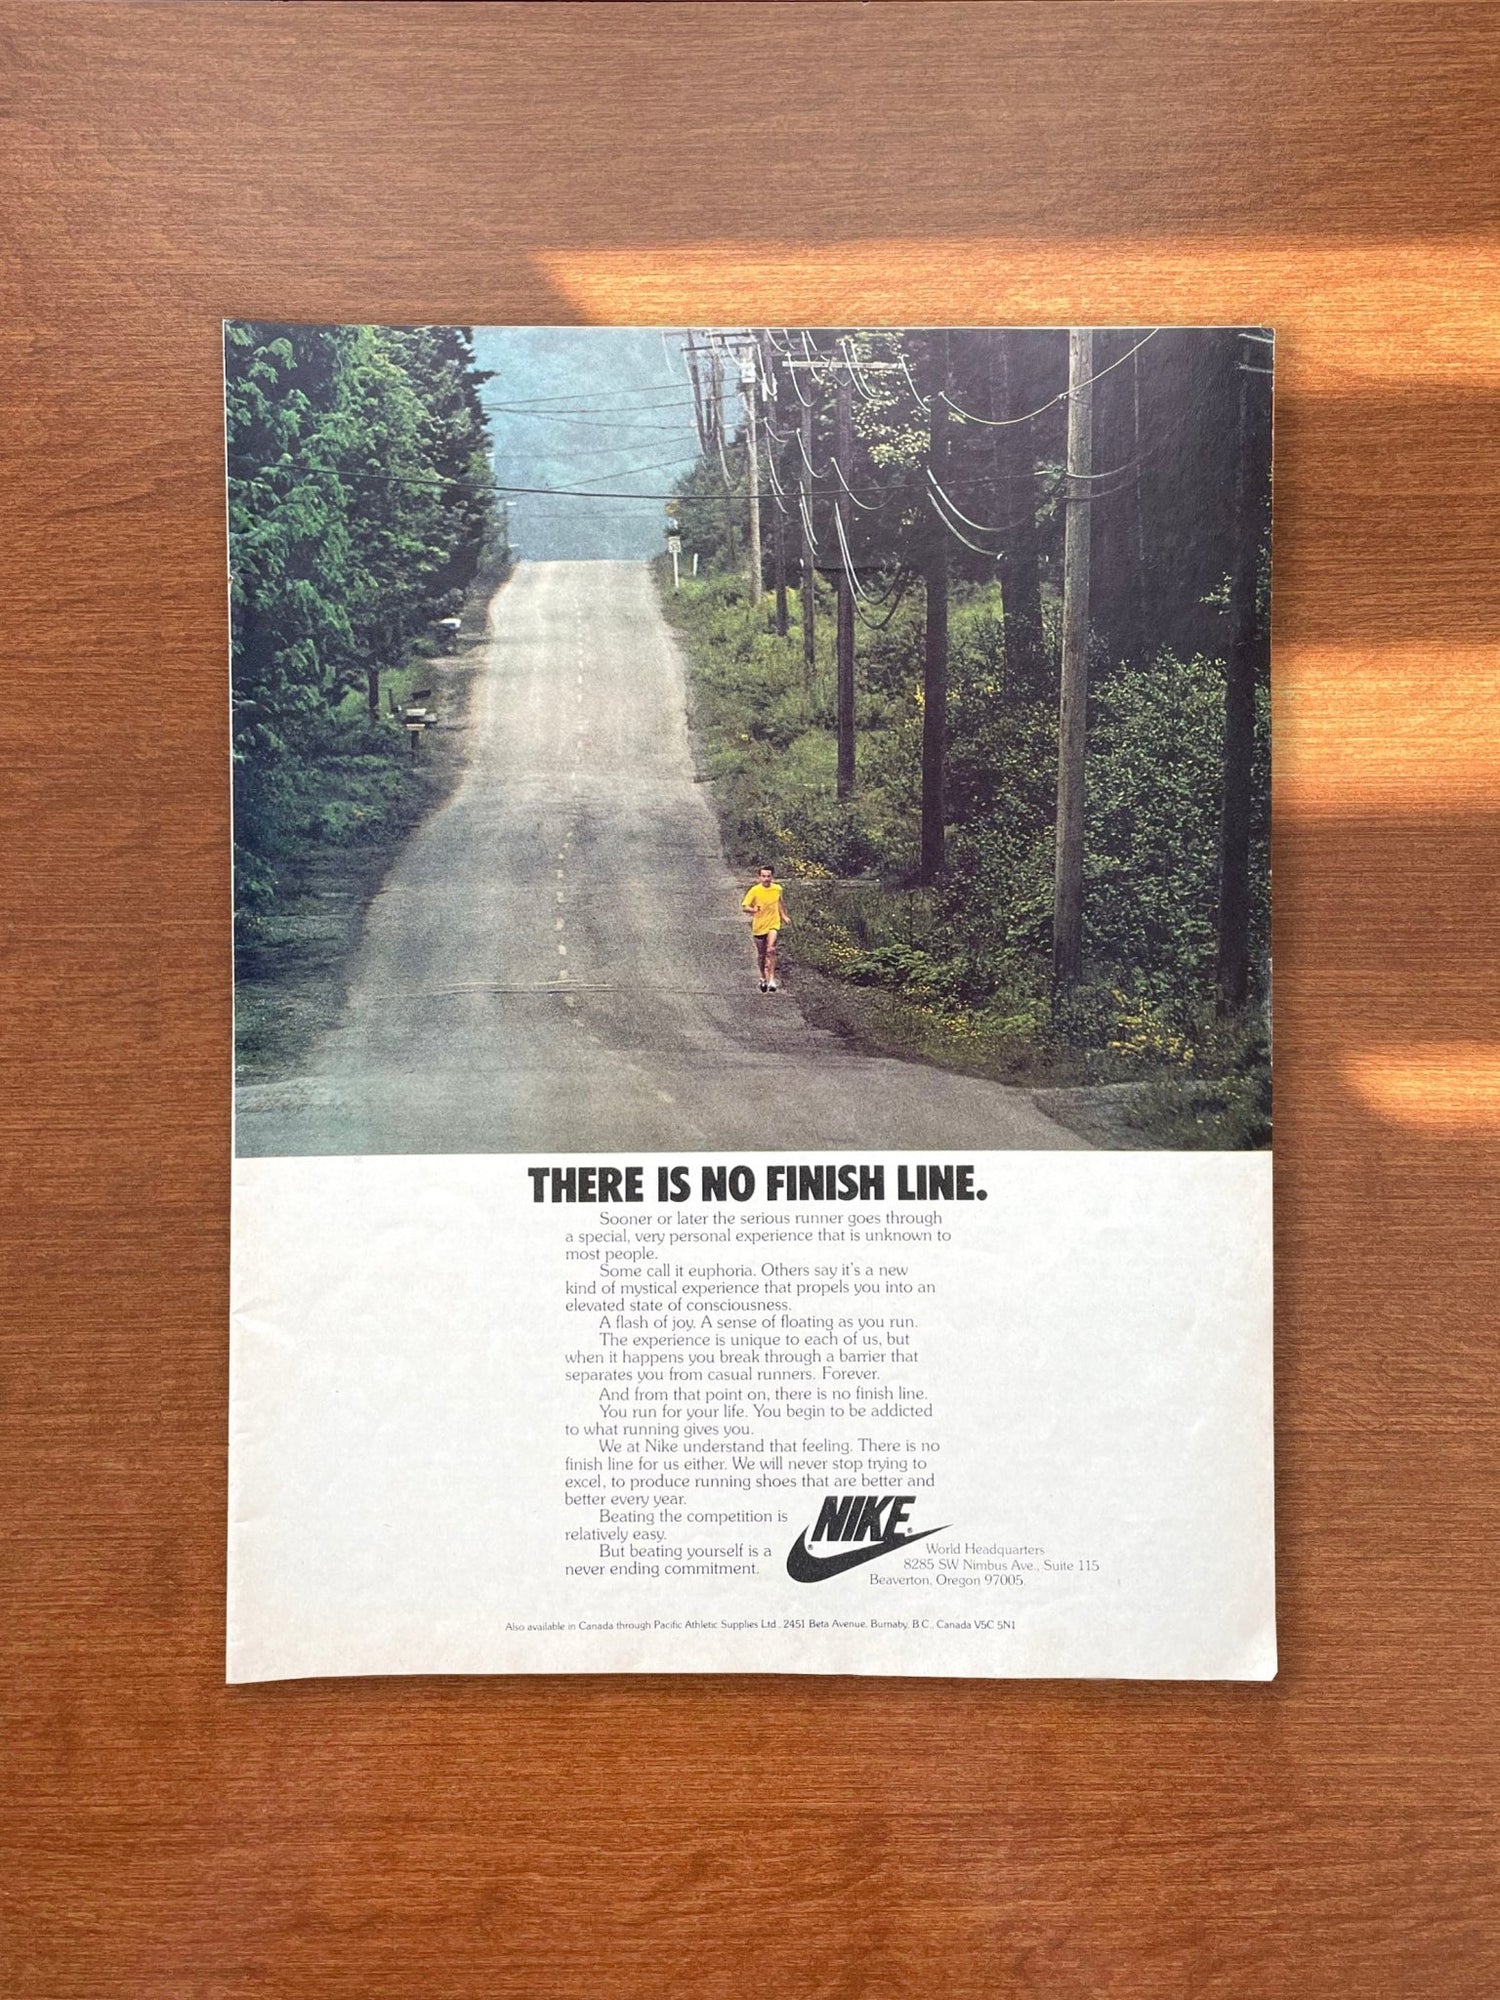 THERE IS NO FINISH LINE.
Sooner or later the serious runner goes through
a special, very personal experience that is unknown to
most people.
Some call it euphoria. Others say it's a new
kind of mystical experience that propels you into an
elevated state of consciousness.
A flash of joy. A sense of floating as you run.
The experience is unique to each of us, but
when it happens you break through a barrier that
separates you from casual runners. Forever.
And from that point on, there is no finish line.
You run for your life. You begin to be addicted
to what running gives you.
We at Nike understand that feeling. There is no
finish line for us either. We will never stop trying to
excel, to produce running shoes that are better and
better every year.
Beating the competition is
relatively easy.
But beating yourself is a
never ending commitment.
NIKE®
®
World Headquarters
8285 SW Nimbus Ave., Suite 115
Beaverton, Oregon 97005
Also available in Canada through Pacific Athletic Supplies Ltd., 2451 Beta Avenue, Burnaby, B.C., Canada V5C 5N1